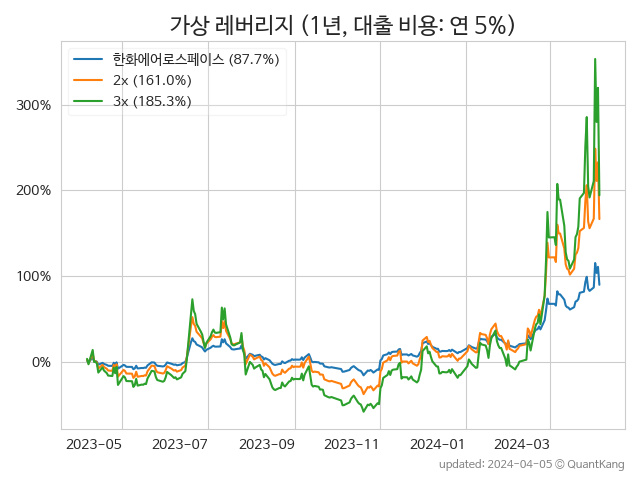 가상 레버리지 (1년, 대출 비용: 연 5%)
한화에어로스페이스 (87.7%)
2x (161.0%)
3x (185.3%)
300%
200%
100%
0%
2023-05 2023-07 2023-09 2023-11 2024-01 2024-03
updated: 2024-04-05 © QuantKang